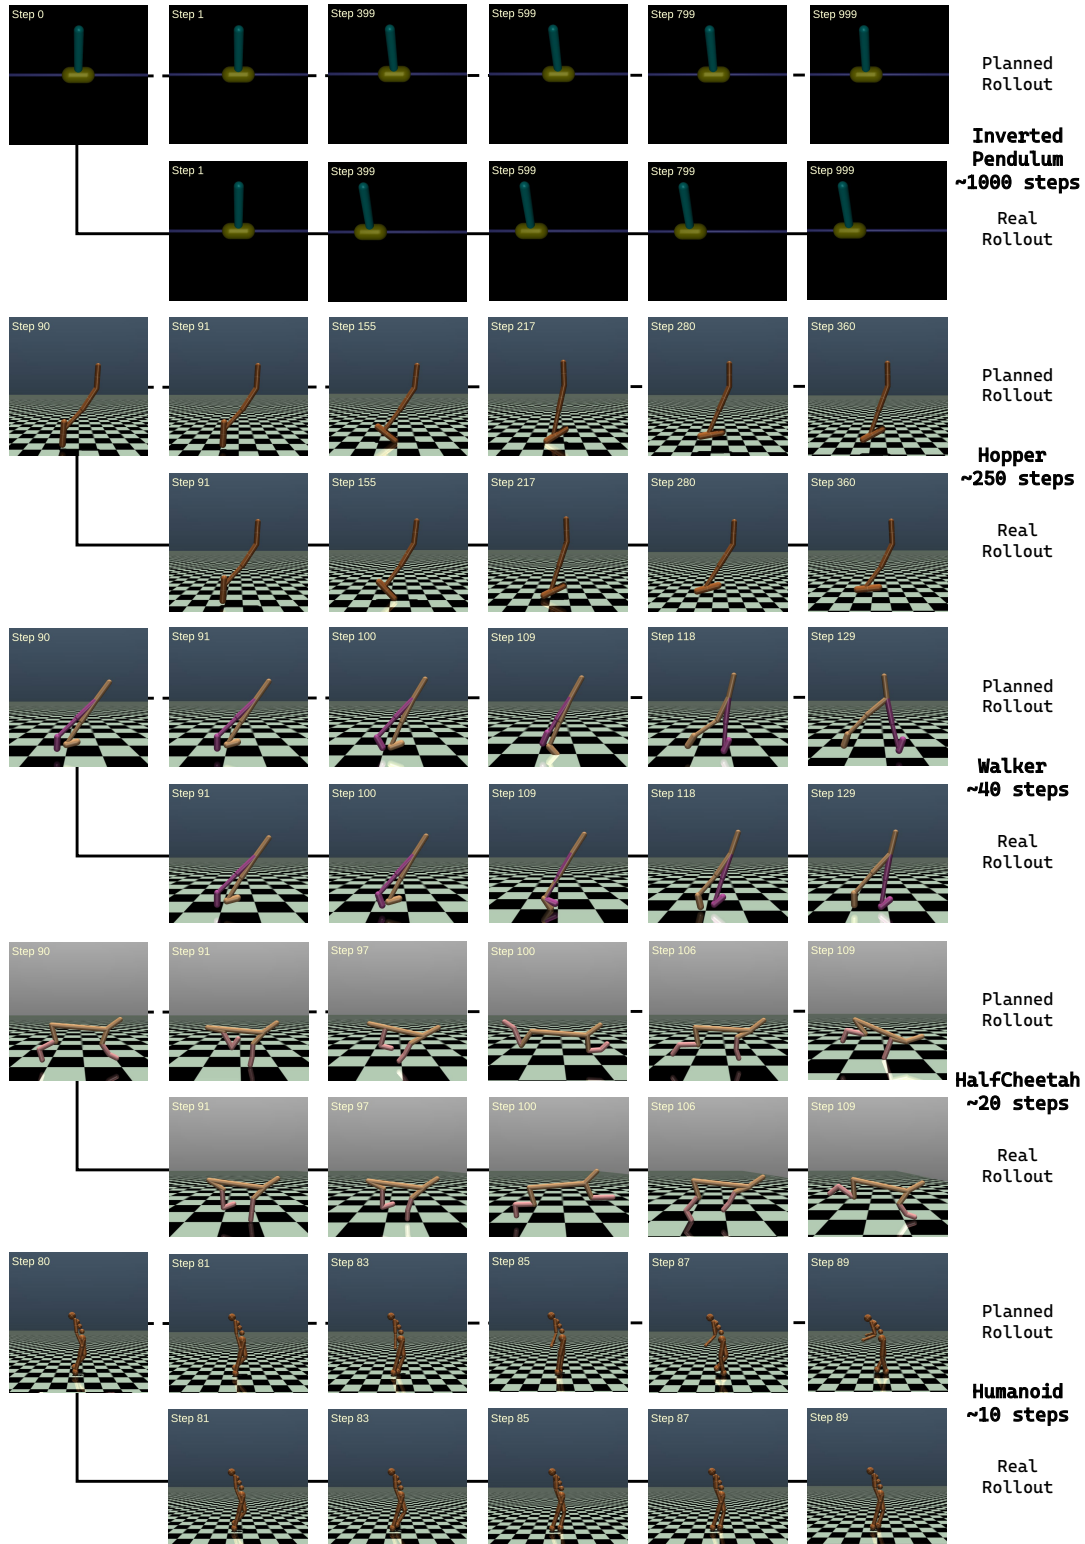 Step 0
Step 1
Step 399
Step 599
Step 799
Step 999
Planned
Rollout
Inverted
Pendulum
~1000 steps
Step 1
Step 399
Step 599
Step 799
Step 999
Real
Rollout
Step 90
Step 91
Step 155
Step 217
Step 280
Step 360
Planned
Rollout
Hopper
~250 steps
Step 91
Step 155
Step 217
Step 280
Step 360
Real
Rollout
Step 90
Step 91
Step 100
Step 109
Step 118
Step 129
Planned
Rollout
Walker
~40 steps
Step 91
Step 100
Step 109
Step 118
Step 129
Real
Rollout
Step 90
Step 91
Step 97
Step 100
Step 106
Step 109
Planned
Rollout
HalfCheetah
~20 steps
Step 91
Step 97
Step 100
Step 106
Step 109
Real
Rollout
Step 80
Step 81
Step 83
Step 85
Step 87
Step 89
Planned
Rollout
Humanoid
~10 steps
Step 81
Step 83
Step 85
Step 87
Step 89
Real
Rollout